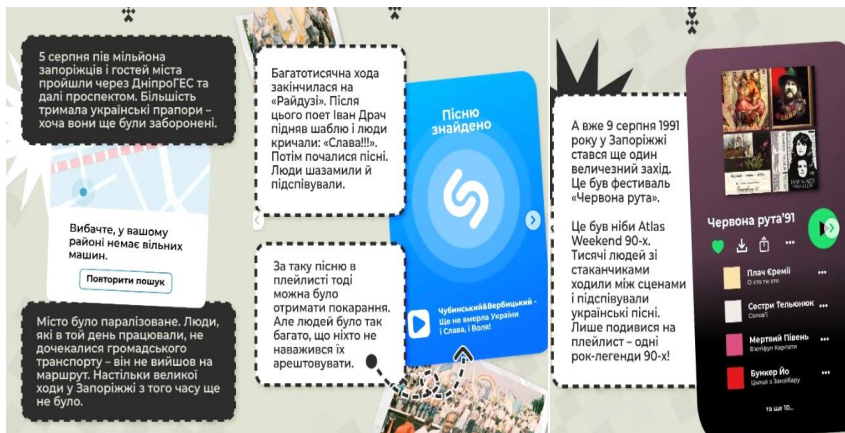 5 серпня пів мільйона
запоріжців і гостей міста
пройшли через ДніпроГЕС та
далі проспектом. Більшість
тримала українські прапори –
хоча вони ще були заборонені.
Вибачте, у вашому
районі немає вільних
машин.
Повторити пошук
Місто було паралізоване. Люди,
які в той день працювали, не
дочекалися громадського
транспорту – він не вийшов на
маршрут. Настільки великої
ходи у Запоріжжі з того часу ще
не було.
Багатотисячна хода
закінчилася на
«Райдузі». Після
цього поет Іван Драч
підняв шаблю і люди
кричали: «Слава!!!».
Потім почалися пісні.
Люди шазамили й
підспівували.
Пісню
знайдено
За таку пісню в
плейлисті тоді
можна було
отримати покарання.
Але людей було так
багато, що ніхто не
наважився їх
арештовувати.
Чубинський&Вербицький -
Ще не вмерла України
і Слава, і Воля!
А вже 9 серпня 1991
року у Запоріжжі
стався ще один
величезний захід.
Це був фестиваль
«Червона рута».
Це був ніби Atlas
Weekend 90-х.
Тисячі людей зі
стаканчиками
ходили між сценами
і підспівували
українські пісні.
Лише подивися на
плейлист – одні
рок-легенди 90-х!
Червона рута'91
Плач Єремії
О хто ти хто
Сестри Тельнюк
Солов'ї
Мертвий Півень
Б'ютіфул Карпати
Бункер Йо
Цьоця з Занзібару
та ще 10...